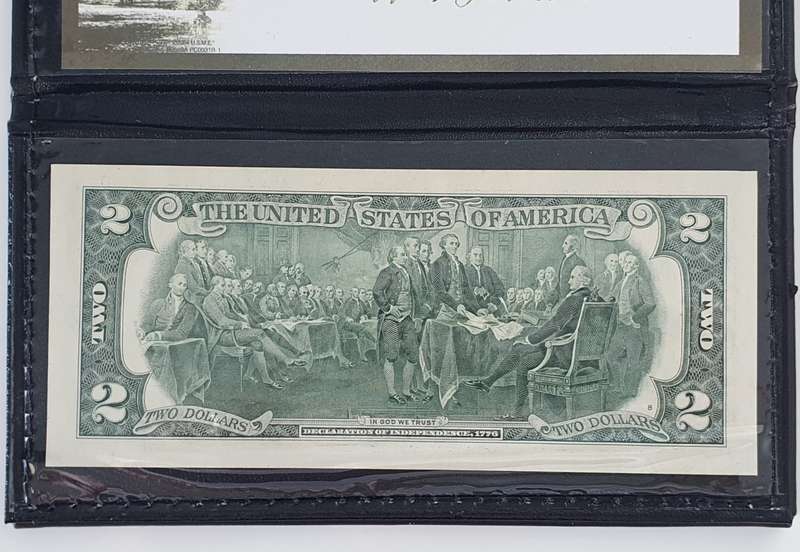 U.S.M.E.
THE UNITED STATES OF AMERICA
2
2
TWO
TWO
2
2
TWO DOLLARS
TWO DOLLARS
IN GOD WE TRUST
8
DECLARATION OF INDEPENDENCE, 1776